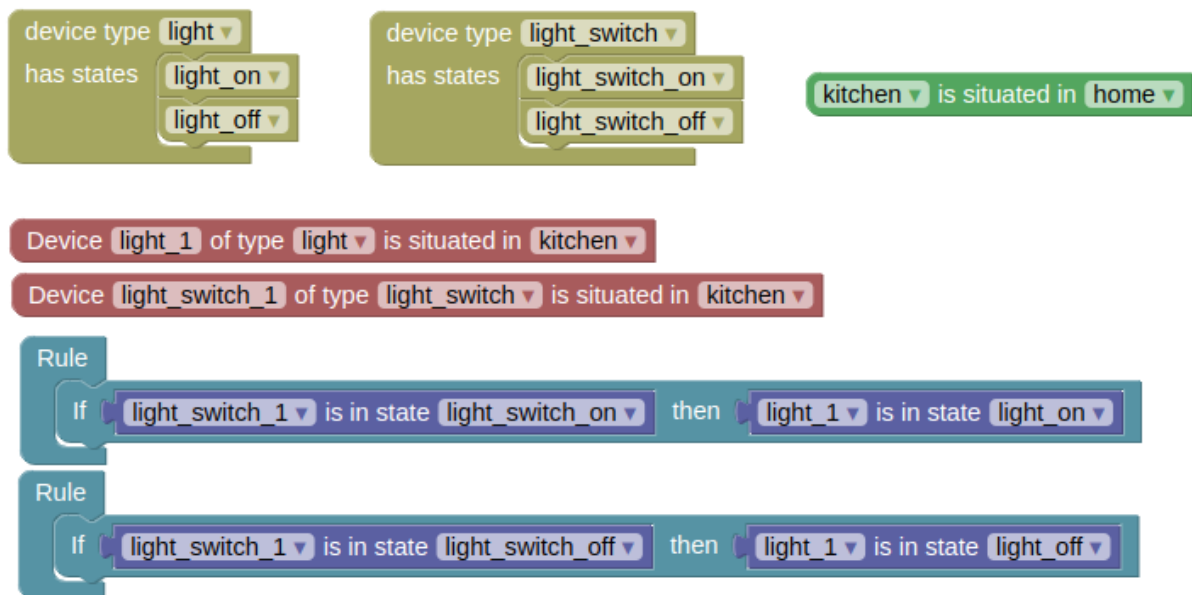 device type light
has states light_on
light_off
device type light_switch
has states light_switch_on
light_switch_off
kitchen is situated in home
Device light_1 of type light is situated in kitchen
Device light_switch_1 of type light_switch is situated in kitchen
Rule
If light_switch_1 is in state light_switch_on then light_1 is in state light_on
Rule
If light_switch_1 is in state light_switch_off then light_1 is in state light_off